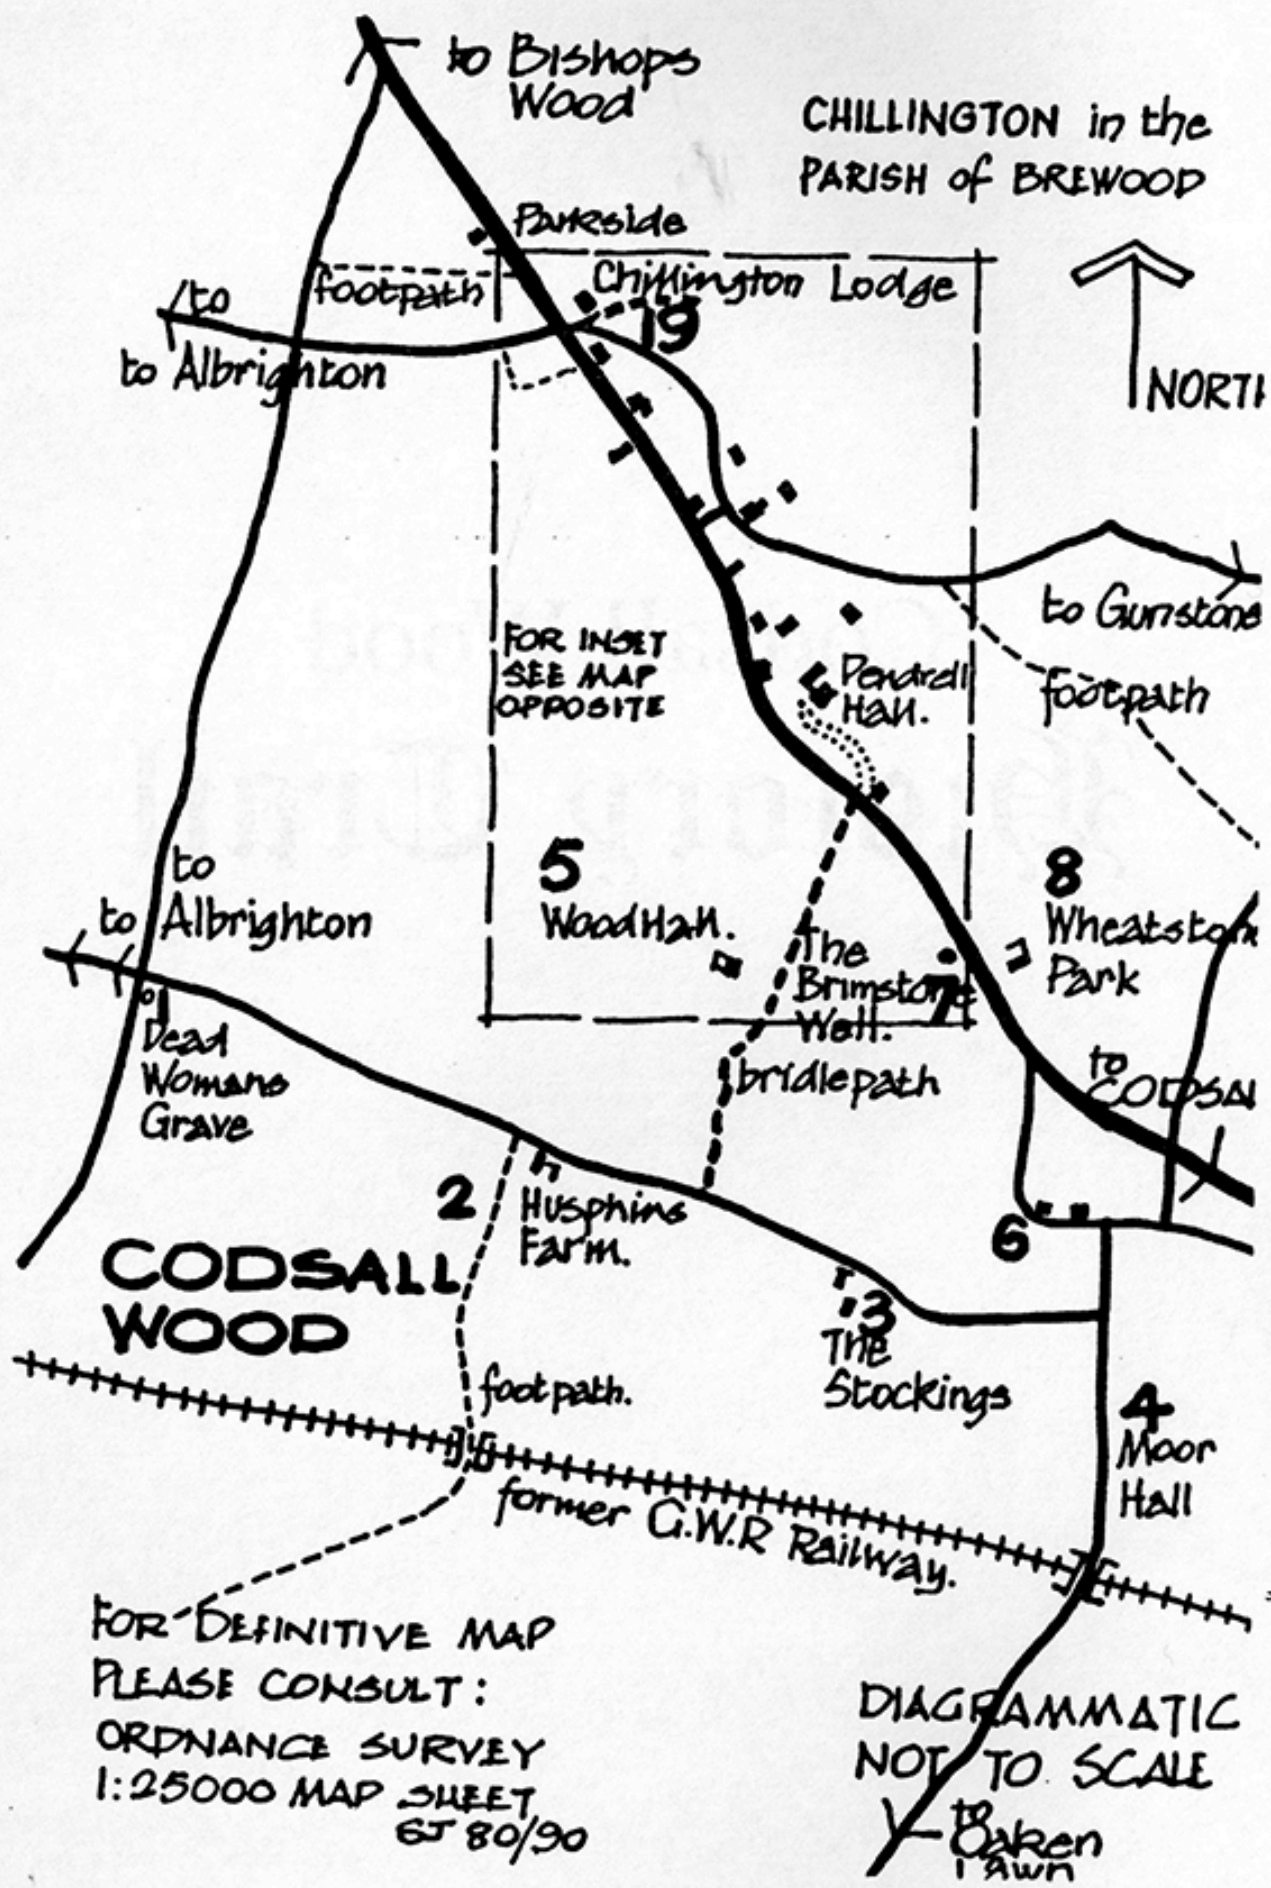 to Bishops
Wood
CHILLINGTON in the
PARISH of BREWOOD
Parkside
Chillington Lodge
19
footpath
to
to Albrighton
NORTH
to Gunstone
footpath
FOR INSET
SEE MAP
OPPOSITE
Pendrell
Hall.
5
Wood Hall.
8
Wheatstone
Park
to
to Albrighton
The
Brimstone
Well.
7
bridlepath
to
CODSAL
Dead
Womans
Grave
2
Husphins
Farm.
6
CODSALL
WOOD
3
The
Stockings
footpath.
4
Moor
Hall
former G.W.R Railway.
FOR DEFINITIVE MAP
PLEASE CONSULT:
ORDNANCE SURVEY
1:25000 MAP SHEET
SJ 80/90
DIAGRAMMATIC
NOT TO SCALE
to
Oaken
Lawn